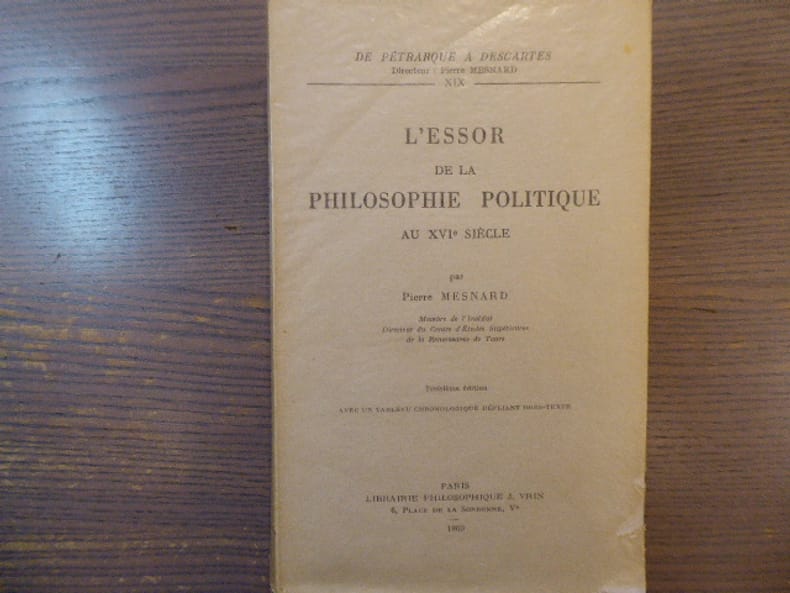 DE PÉTRARQUE A DESCARTES
Directeur : Pierre MESNARD
XIX
L'ESSOR
DE LA
PHILOSOPHIE POLITIQUE
AU XVIe SIÈCLE
par
Pierre MESNARD
Membre de l'Institut
Directeur du Centre d'Études Supérieures
de la Renaissance de Tours
Troisième édition
AVEC UN TABLEAU CHRONOLOGIQUE DÉPLIANT HORS-TEXTE
PARIS
LIBRAIRIE PHILOSOPHIQUE J. VRIN
6, PLACE DE LA SORBONNE, Ve
1969